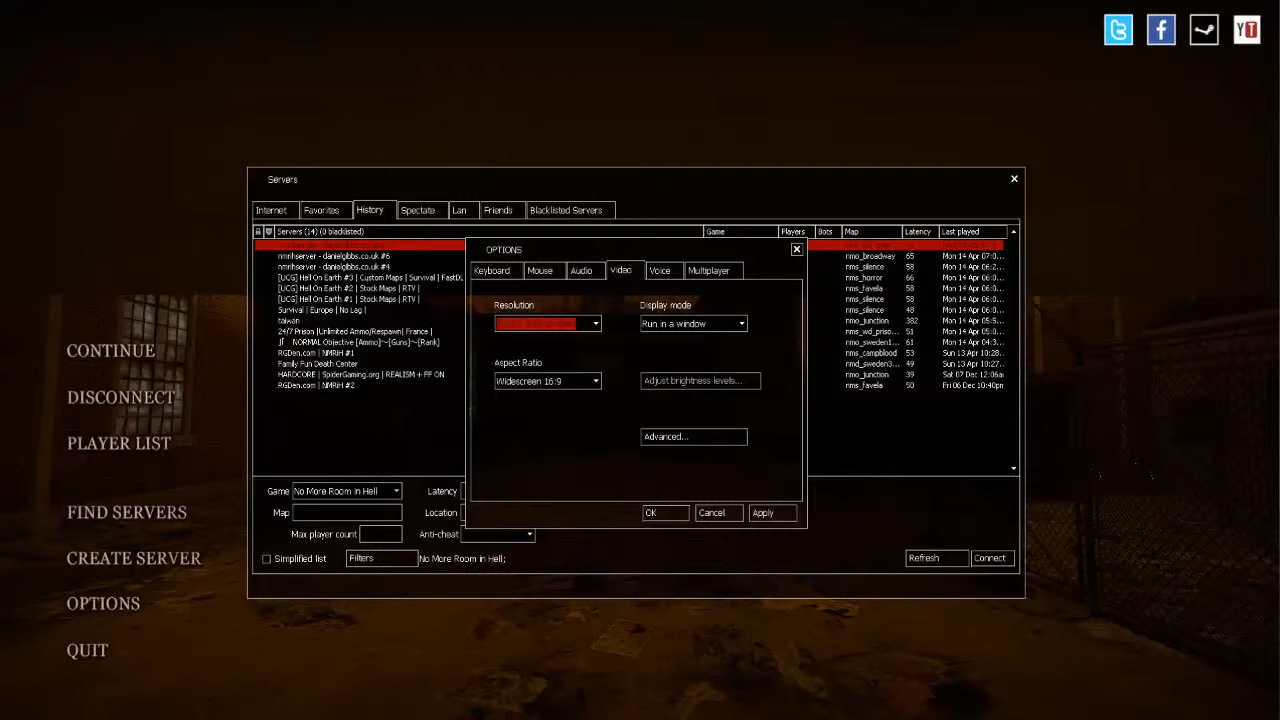 Servers
Internet Favorites History Spectate Lan Friends Blacklisted Servers
Servers (14) (0 blacklisted) Game Players Bots Map Latency Last played
nmrihserver - danielgibbs.co.uk #6 nmo_broadway 65 Mon 14 Apr 07:0...
nmrihserver - danielgibbs.co.uk #4 nms_silence 58 Mon 14 Apr 06:2...
[UCG] Hell On Earth #3 | Custom Maps | Survival | FastDL nms_horror 66 Mon 14 Apr 06:0...
[UCG] Hell On Earth #2 | Stock Maps | RTV | nms_favela 58 Mon 14 Apr 06:0...
[UCG] Hell On Earth #1 | Stock Maps | RTV | nms_silence 58 Mon 14 Apr 06:0...
Survival | Europe | No Lag | nms_silence 48 Mon 14 Apr 06:0...
taiwan nmo_junction 382 Mon 14 Apr 05:5...
24/7 Prison |Unlimited Ammo/Respawn| France | nms_wd_priso... 51 Mon 14 Apr 05:5...
NORMAL Objective [Ammo]~[Guns]~[Rank] nmo_sweden1... 61 Mon 14 Apr 04:3...
RGDen.com | NMRiH #1 nms_campblood 53 Sun 13 Apr 10:28...
Family Fun Death Center nmd_sweden3... 39 Sun 13 Apr 10:27...
HARDCORE | SpiderGaming.org | REALISM + FF ON nmo_junction 39 Sat 07 Dec 12:06a...
RGDen.com | NMRiH #2 nms_favela 50 Fri 06 Dec 10:40pm
OPTIONS
Keyboard Mouse Audio Video Voice Multiplayer
Resolution Display mode
Run in a window
Aspect Ratio
Widescreen 16:9 Adjust brightness levels...
Advanced...
OK Cancel Apply
Game No More Room in Hell Latency
Map Location
Max player count Anti-cheat
Simplified list Filters No More Room in Hell; Refresh Connect
CONTINUE
DISCONNECT
PLAYER LIST
FIND SERVERS
CREATE SERVER
OPTIONS
QUIT